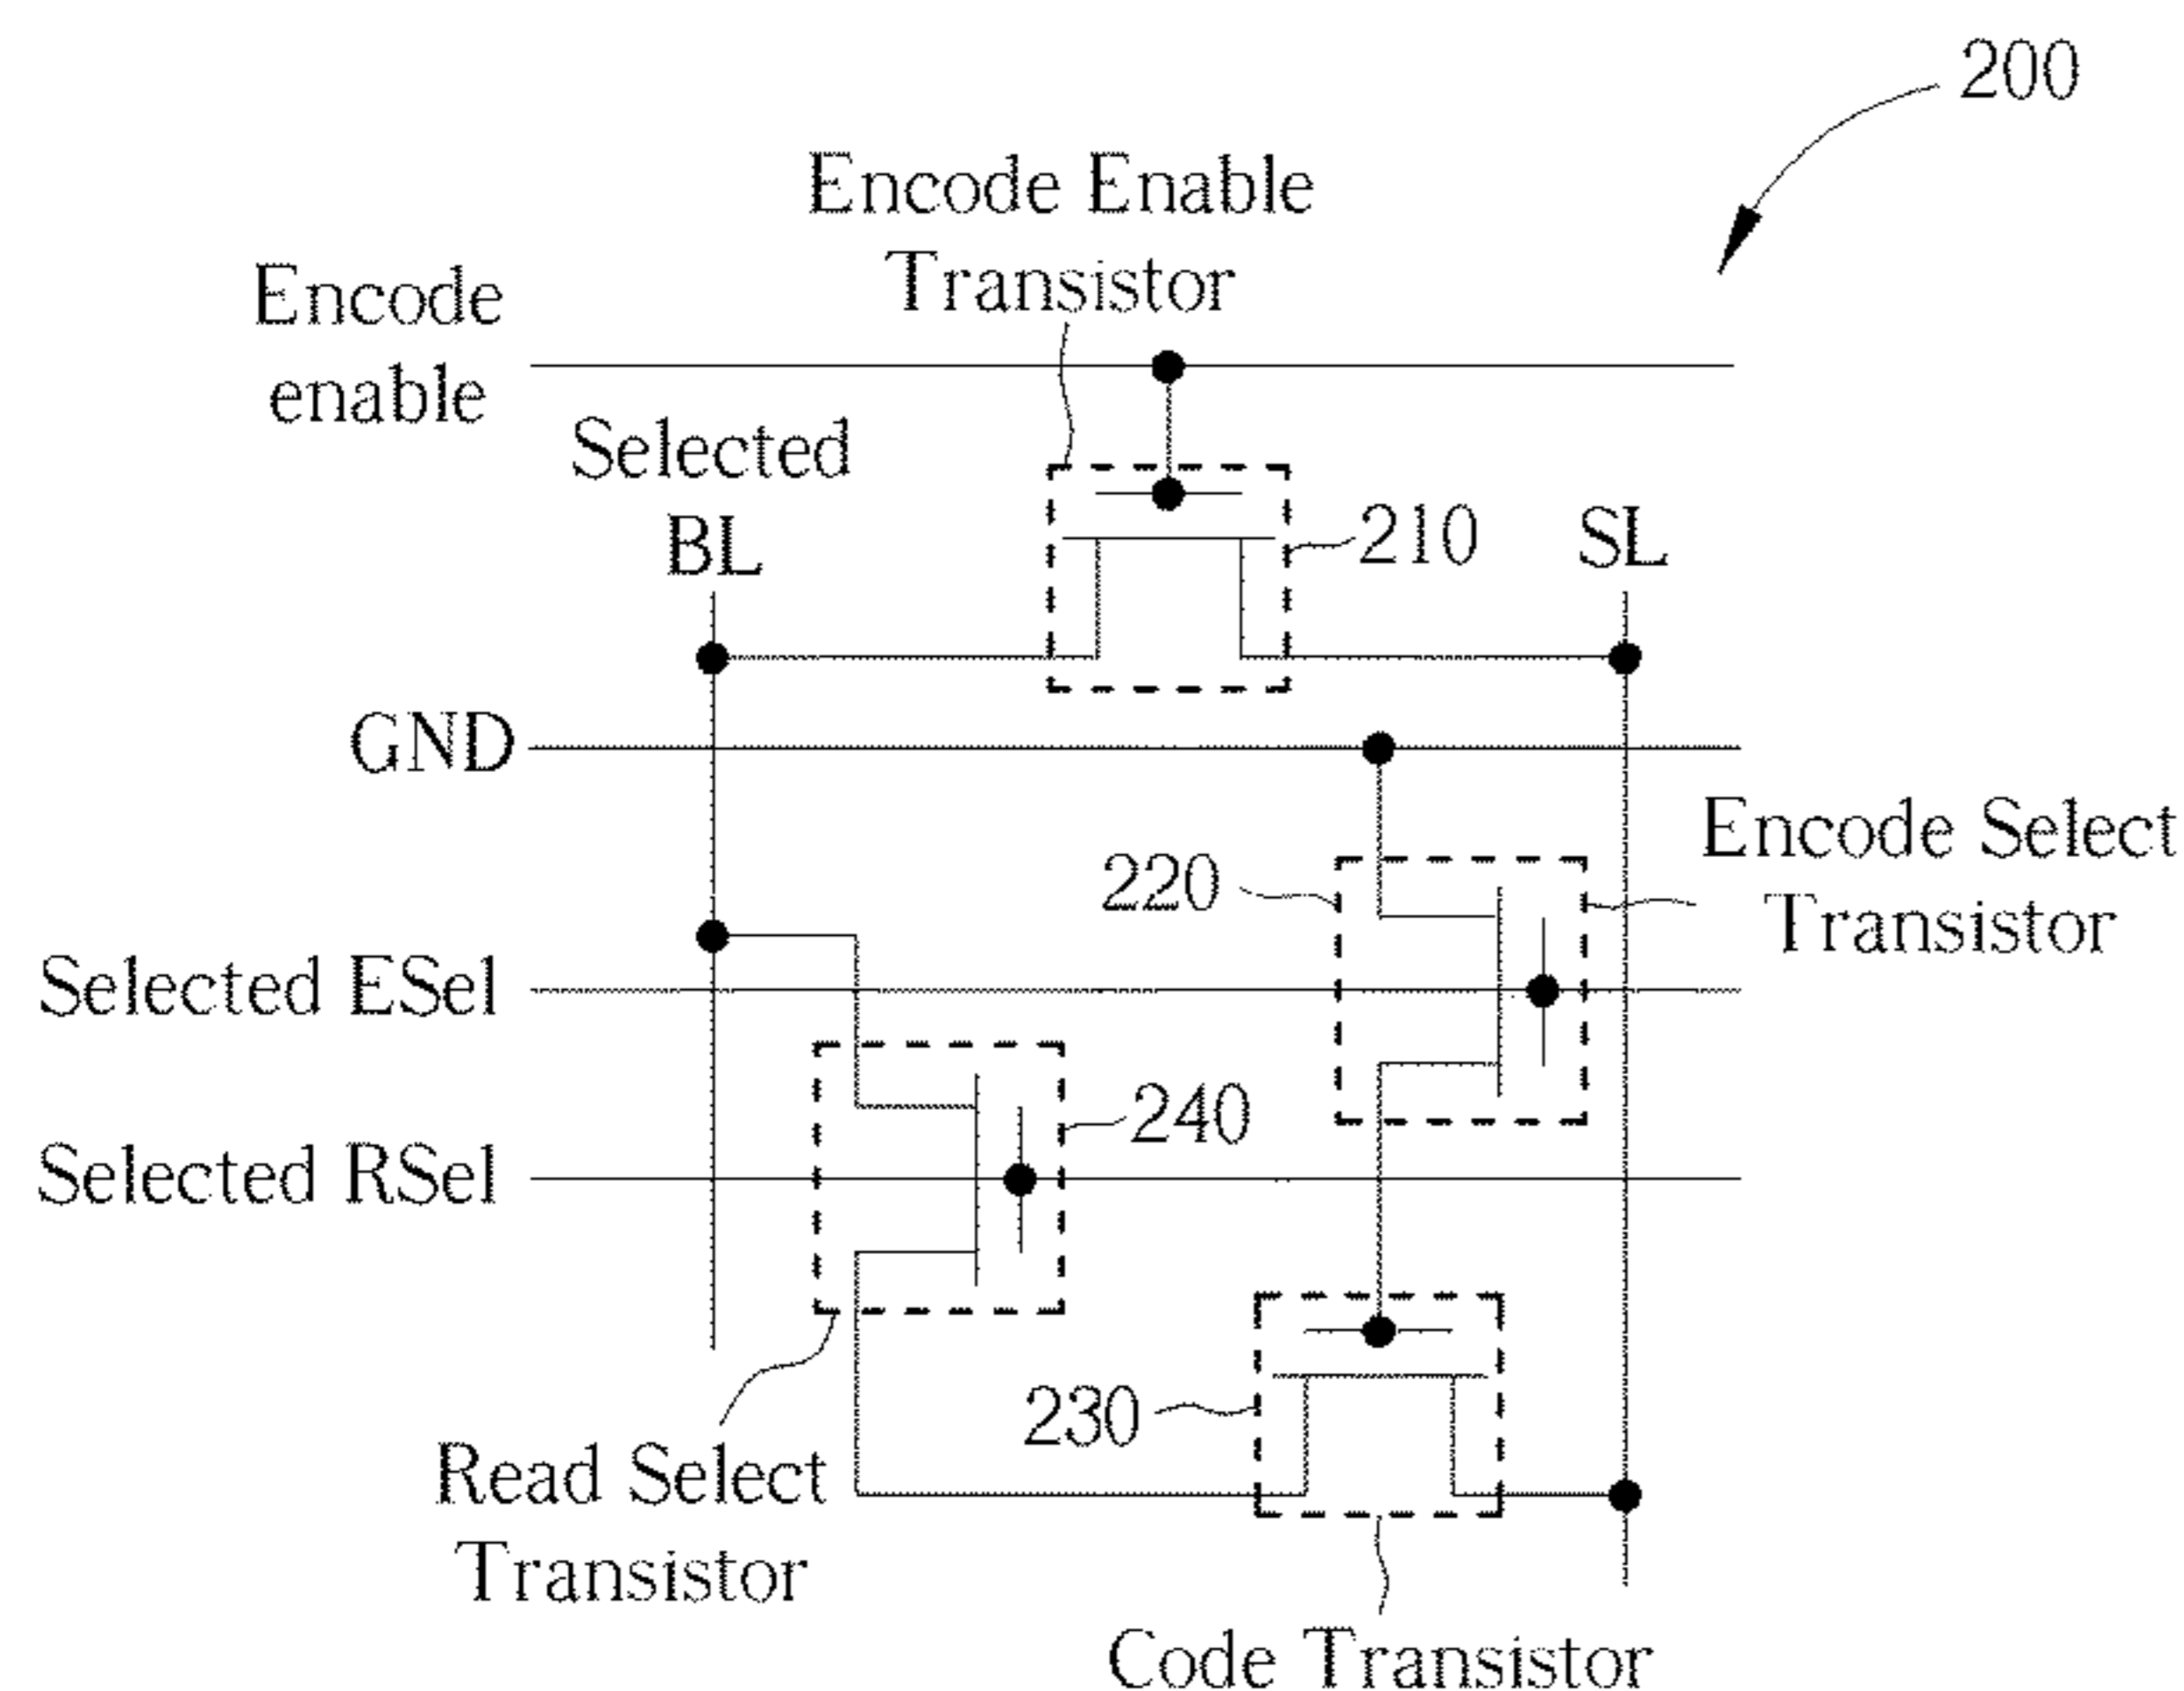 200
Encode Enable
Transistor
Encode
enable
Selected
BL
210
SL
GND
Encode Select
Transistor
220
Selected ESel
240
Selected RSel
230
Read Select
Transistor
Code Transistor